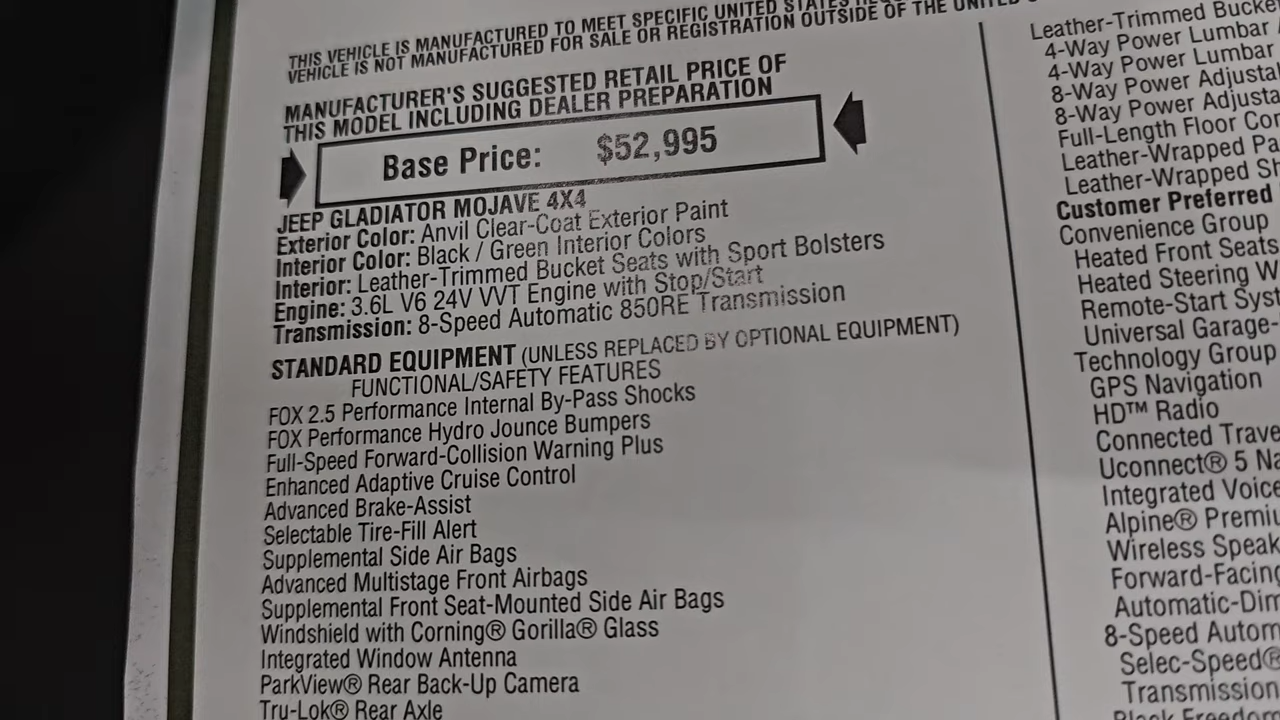 THIS VEHICLE IS MANUFACTURED TO MEET SPECIFIC UNITED STATES
VEHICLE IS NOT MANUFACTURED FOR SALE OR REGISTRATION OUTSIDE OF THE UNITED
MANUFACTURER'S SUGGESTED RETAIL PRICE OF
THIS MODEL INCLUDING DEALER PREPARATION
Base Price: $52,995
JEEP GLADIATOR MOJAVE 4X4
Exterior Color: Anvil Clear-Coat Exterior Paint
Interior Color: Black / Green Interior Colors
Interior: Leather-Trimmed Bucket Seats with Sport Bolsters
Engine: 3.6L V6 24V VVT Engine with Stop/Start
Transmission: 8-Speed Automatic 850RE Transmission
STANDARD EQUIPMENT (UNLESS REPLACED BY OPTIONAL EQUIPMENT)
FUNCTIONAL/SAFETY FEATURES
FOX 2.5 Performance Internal By-Pass Shocks
FOX Performance Hydro Jounce Bumpers
Full-Speed Forward-Collision Warning Plus
Enhanced Adaptive Cruise Control
Advanced Brake-Assist
Selectable Tire-Fill Alert
Supplemental Side Air Bags
Advanced Multistage Front Airbags
Supplemental Front Seat-Mounted Side Air Bags
Windshield with Corning® Gorilla® Glass
Integrated Window Antenna
ParkView® Rear Back-Up Camera
Tru-Lok® Rear Axle
Leather-Trimmed Bucke
4-Way Power Lumbar
4-Way Power Lumbar
8-Way Power Adjusta
8-Way Power Adjusta
Full-Length Floor Con
Leather-Wrapped Pa
Leather-Wrapped Sh
Customer Preferred
Convenience Group
Heated Front Seats
Heated Steering W
Remote-Start Syst
Universal Garage-
Technology Group
GPS Navigation
HD™ Radio
Connected Trave
Uconnect® 5 Na
Integrated Voice
Alpine® Premiu
Wireless Speak
Forward-Facing
Automatic-Dim
8-Speed Autom
Selec-Speed®
Transmission